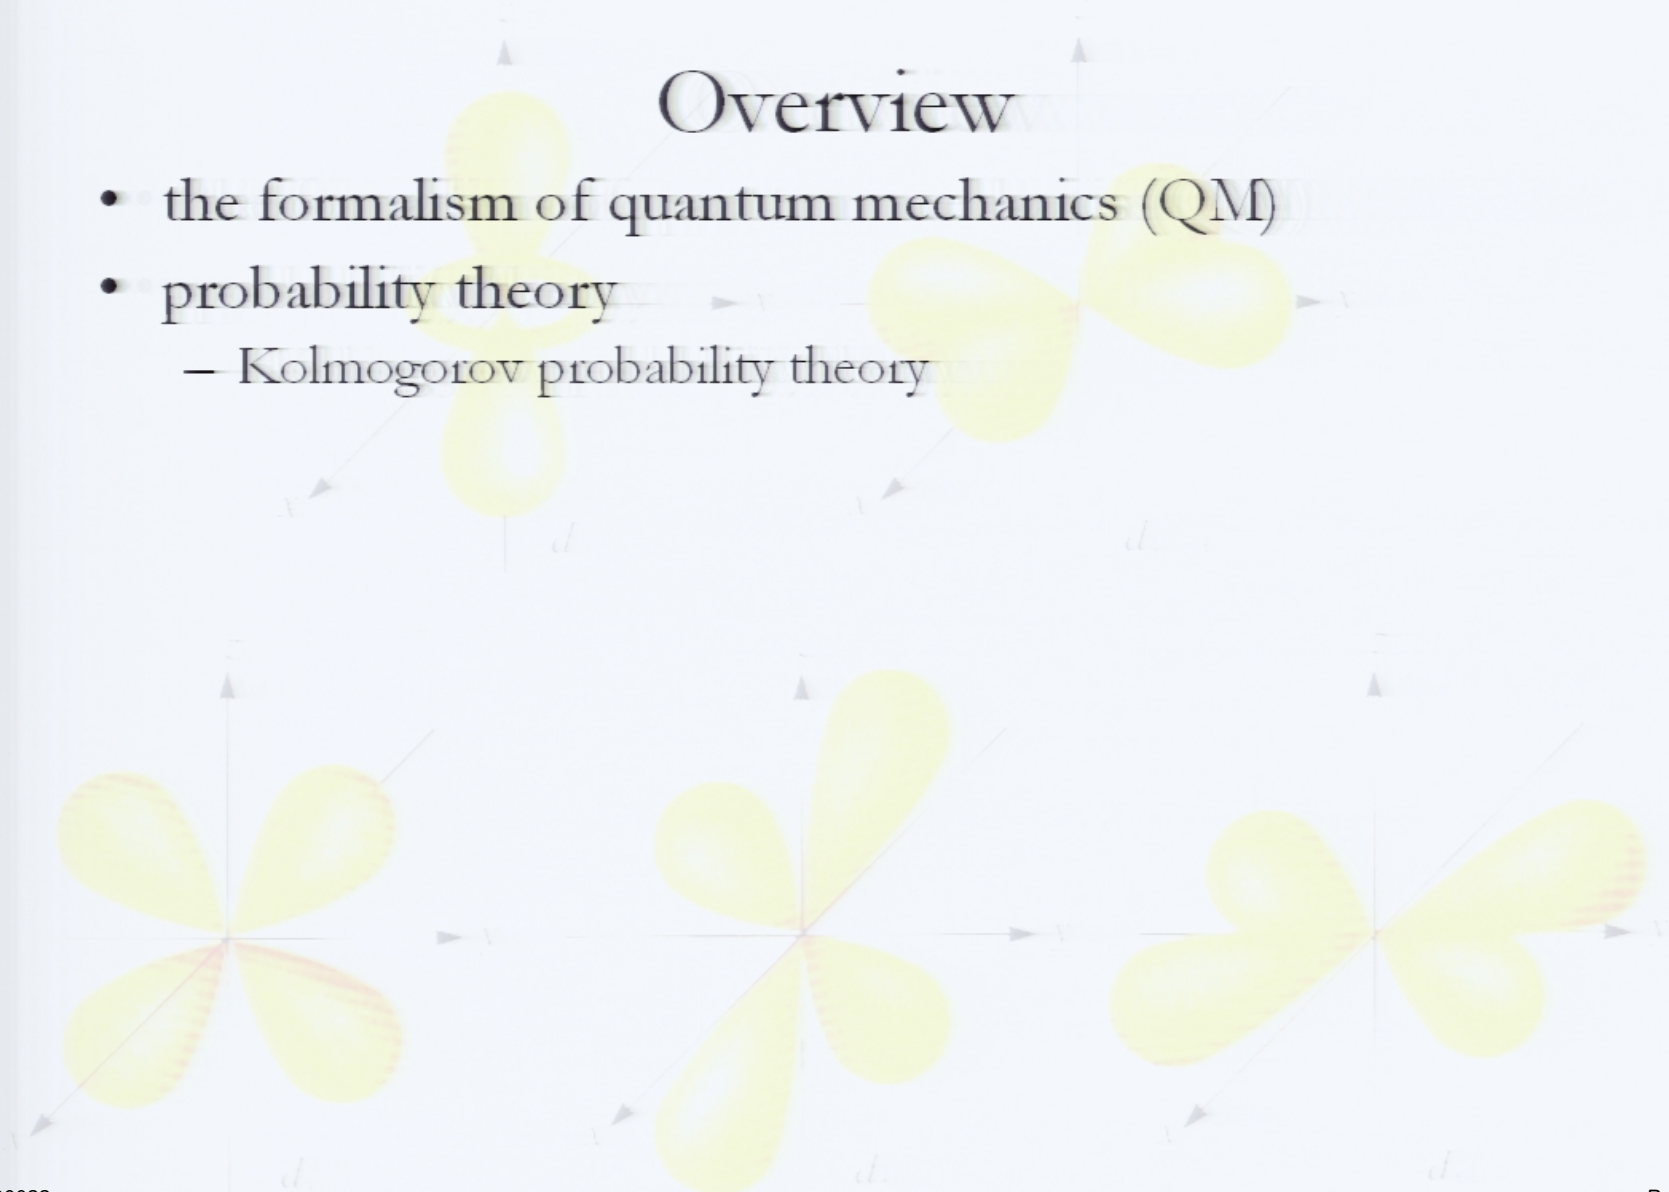 Overview
• the formalism of quantum mechanics (QM)
• probability theory
– Kolmogorov probability theory
d
d
d
d
d